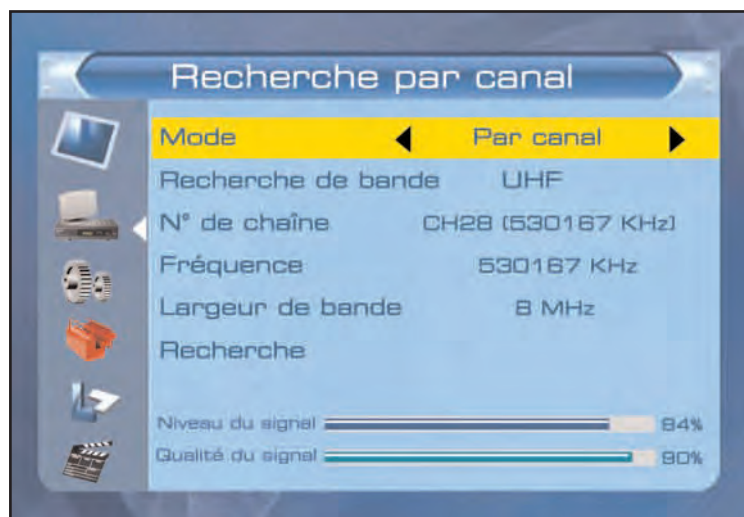 Recherche par canal
Mode Par canal
Recherche de bande UHF
N° de chaîne CH28 (530167 KHz)
Fréquence 530167 KHz
Largeur de bande 8 MHz
Recherche
Niveau du signal 84%
Qualité du signal 90%